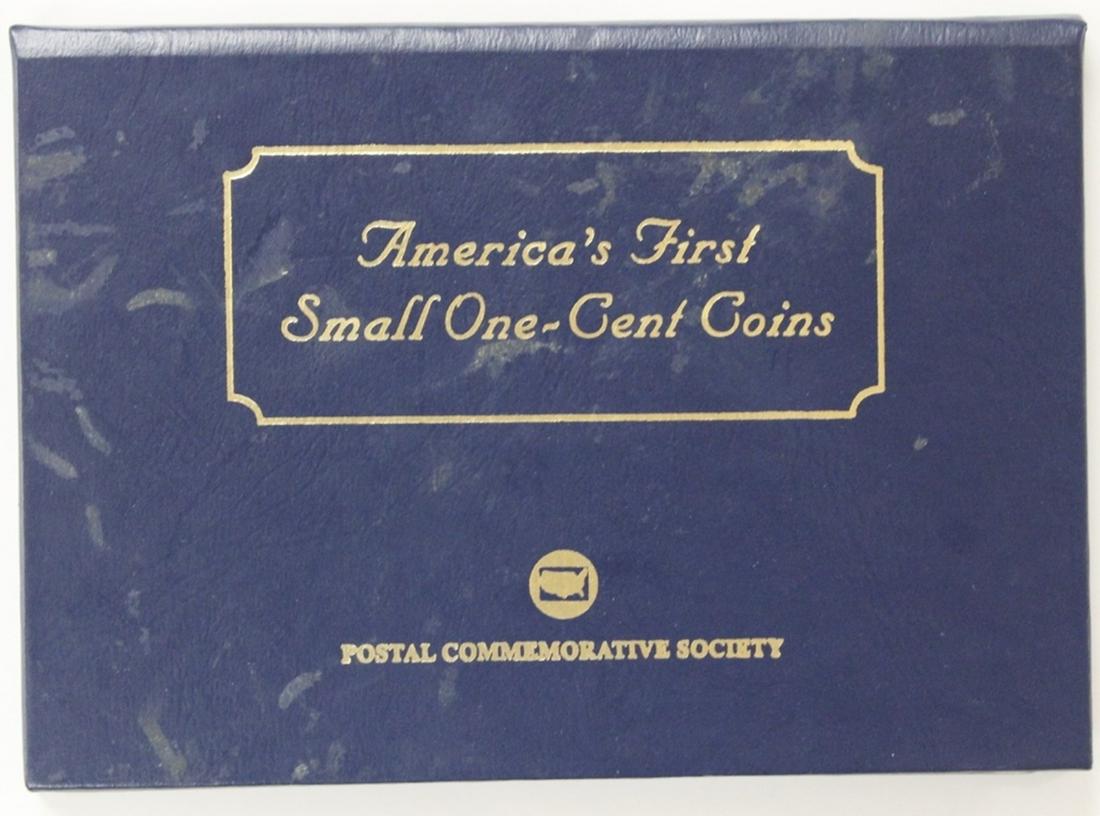 America's First
Small One-Cent Coins
POSTAL COMMEMORATIVE SOCIETY